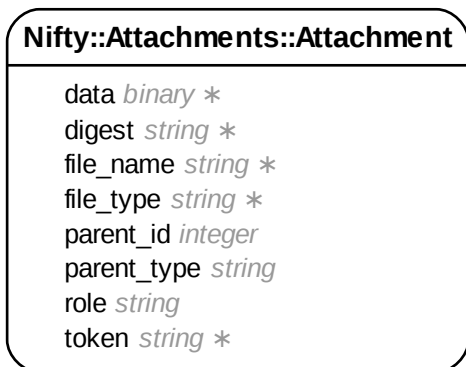 Nifty::Attachments::Attachment
data binary ∗
digest string ∗
file_name string ∗
file_type string ∗
parent_id integer
parent_type string
role string
token string ∗